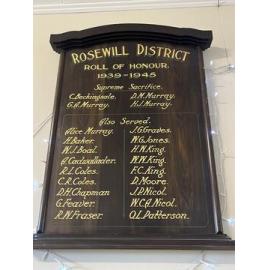 ROSEWILL DISTRICT
ROLL OF HONOUR.
1939-1945
Supreme Sacrifice.
C. Beckingsale. D.M. Murray.
G.A. Murray. H.J. Murray.
Also Served.
Alice Murray. J. Graves.
H. Baker. W.G. Jones.
W.J. Boal. H.W. King.
A. Cadwallader. W.W. King.
R.L. Coles. F.C. King.
C.R. Coles. D. Moore.
D.H. Chapman J.D. Nicol.
G. Feaver. W.C.A. Nicol.
R.W. Fraser. O.L. Patterson.